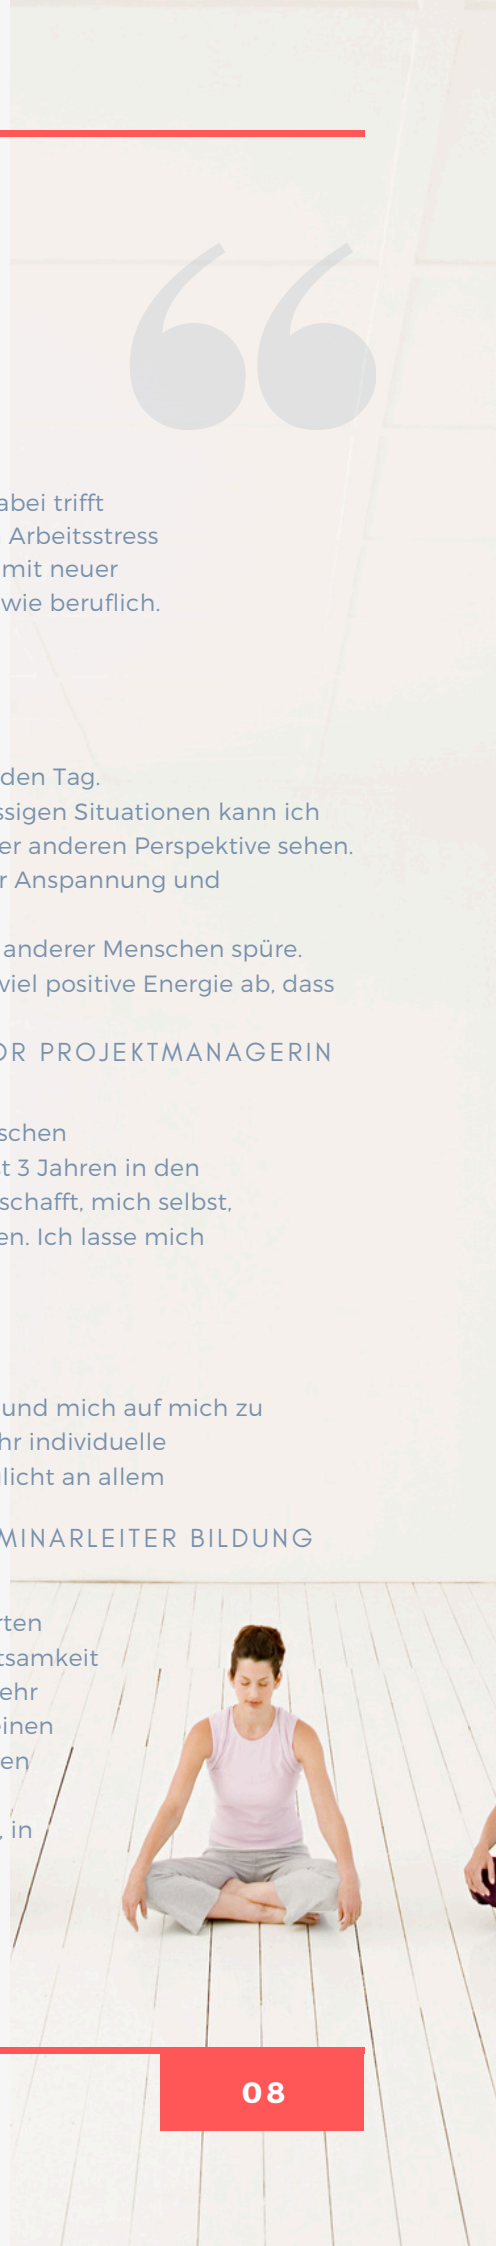 “
abei trifft
Arbeitsstress
mit neuer
wie beruflich.
den Tag.
ssigen Situationen kann ich
er anderen Perspektive sehen.
r Anspannung und
anderer Menschen spüre.
viel positive Energie ab, dass
OR PROJEKTMANAGERIN
schen
t 3 Jahren in den
schafft, mich selbst,
en. Ich lasse mich
und mich auf mich zu
hr individuelle
licht an allem
MINARLEITER BILDUNG
rten
tsamkeit
ehr
einen
en
, in
08